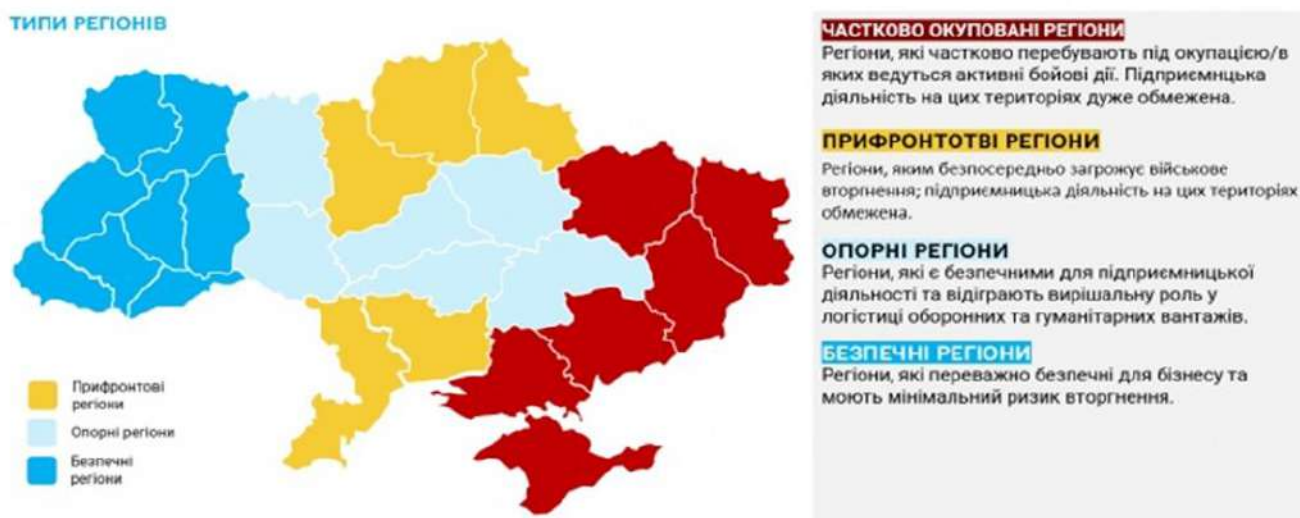 ТИПИ РЕГІОНІВ
Прифронтові
регіони
Опорні регіони
Безпечні
регіони
ЧАСТКОВО ОКУПОВАНІ РЕГІОНИ
Регіони, які частково перебувають під окупацією/в
яких ведуться активні бойові дії. Підприємнцька
діяльність на цих територіях дуже обмежена.
ПРИФРОНТОТВІ РЕГІОНИ
Регіони, яким безпосередньо загрожує військове
вторгнення; підприємницька діяльність на цих територіях
обмежена.
ОПОРНІ РЕГІОНИ
Регіони, які є безпечними для підприємницької
діяльності та відіграють вирішальну роль у
логістиці оборонних та гуманітарних вантажів.
БЕЗПЕЧНІ РЕГІОНИ
Регіони, які переважно безпечні для бізнесу та
моють мінімальний ризик вторгнення.